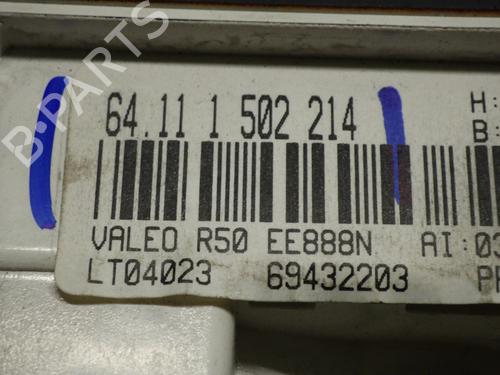 B-PARTS
64.11 1 502 214
H:
B:
VALEO R50 EE888N AI:03
LT04023 69432203